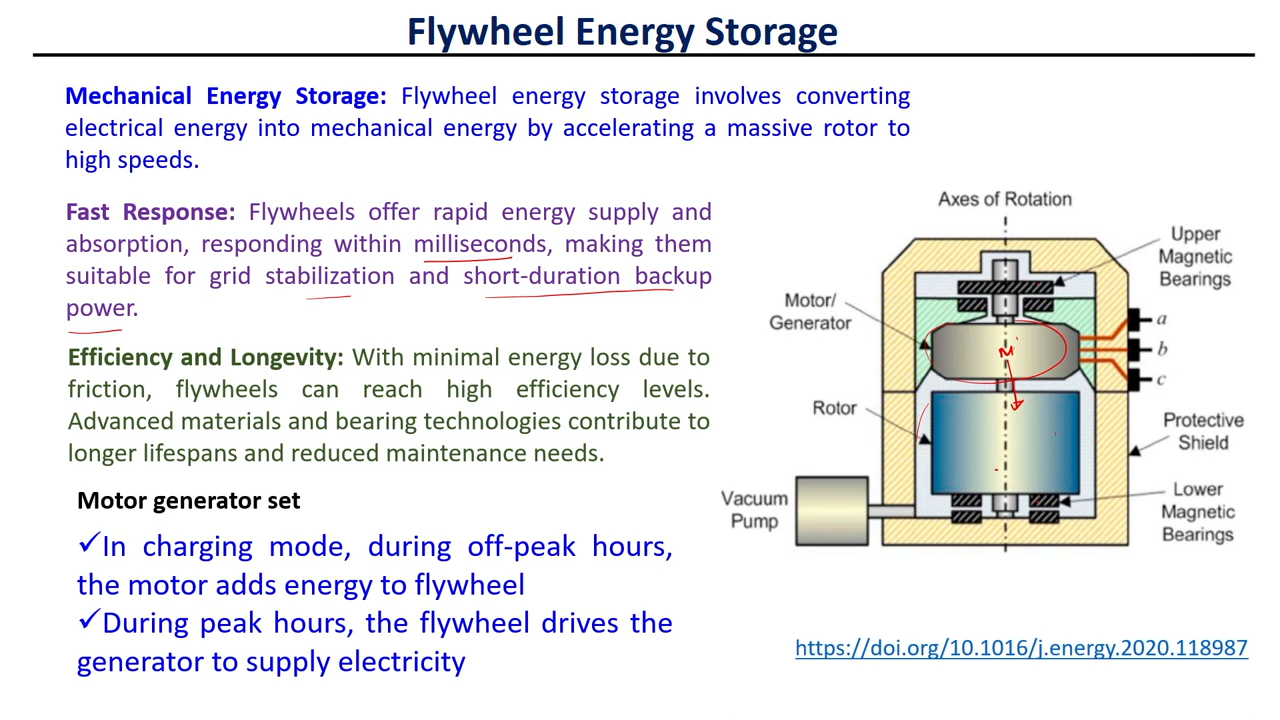 Flywheel Energy Storage
Mechanical Energy Storage: Flywheel energy storage involves converting
electrical energy into mechanical energy by accelerating a massive rotor to
high speeds.
Fast Response: Flywheels offer rapid energy supply and
absorption, responding within milliseconds, making them
suitable for grid stabilization and short-duration backup
power.
Efficiency and Longevity: With minimal energy loss due to
friction, flywheels can reach high efficiency levels.
Advanced materials and bearing technologies contribute to
longer lifespans and reduced maintenance needs.
Motor generator set
✓In charging mode, during off-peak hours,
the motor adds energy to flywheel
✓During peak hours, the flywheel drives the
generator to supply electricity
Axes of Rotation
Upper
Magnetic
Bearings
Motor/
Generator
a
b
c
M
Rotor
Protective
Shield
Vacuum
Pump
Lower
Magnetic
Bearings
https://doi.org/10.1016/j.energy.2020.118987